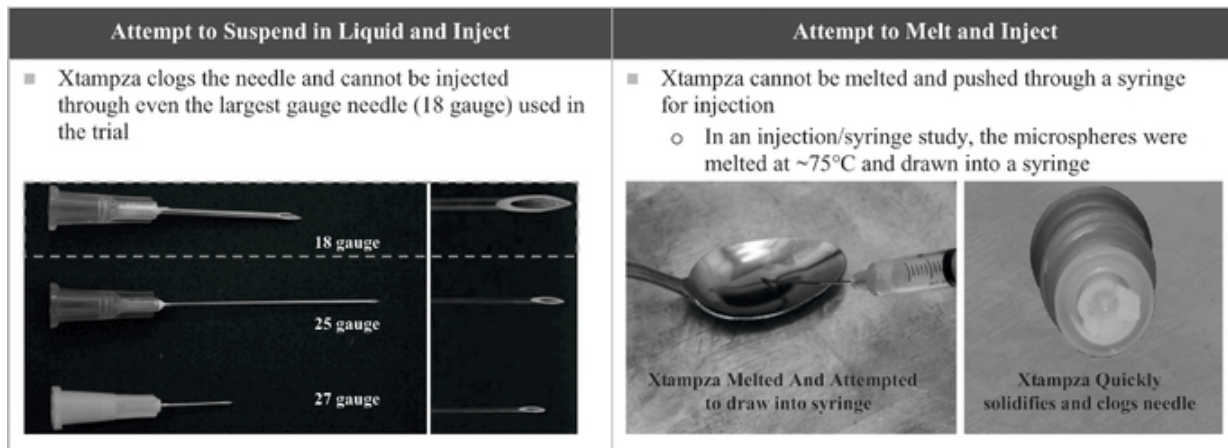 Attempt to Suspend in Liquid and Inject
■ Xtampza clogs the needle and cannot be injected
through even the largest gauge needle (18 gauge) used in
the trial
18 gauge
25 gauge
27 gauge
Attempt to Melt and Inject
■ Xtampza cannot be melted and pushed through a syringe
for injection
o In an injection/syringe study, the microspheres were
melted at ~75°C and drawn into a syringe
Xtampza Melted And Attempted
to draw into syringe
Xtampza Quickly
solidifies and clogs needle